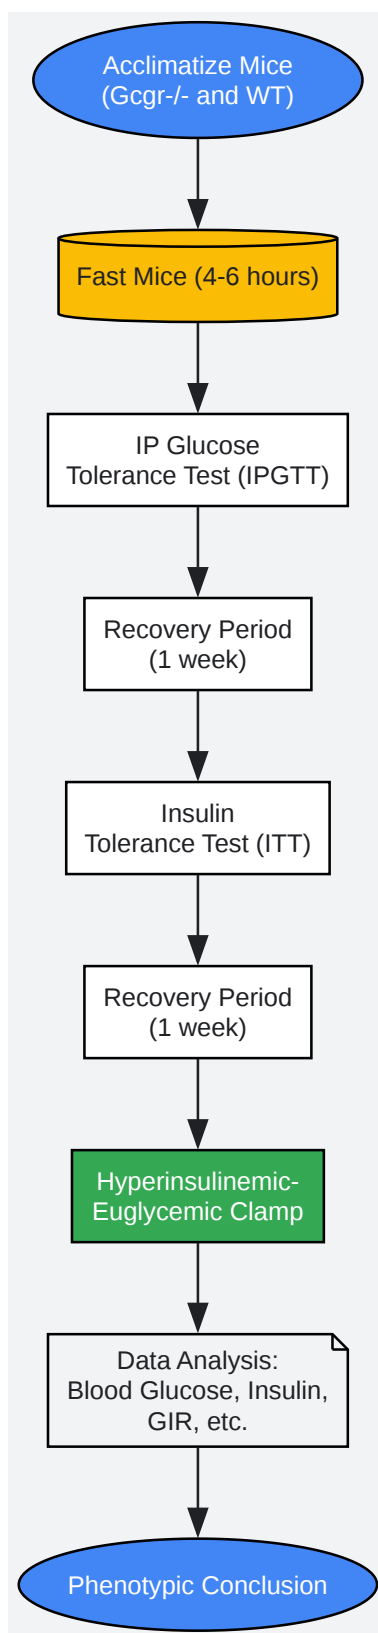 Acclimatize Mice
(Gcgr-/- and WT)
Fast Mice (4-6 hours)
IP Glucose
Tolerance Test (IPGTT)
Recovery Period
(1 week)
Insulin
Tolerance Test (ITT)
Recovery Period
(1 week)
Hyperinsulinemic-
Euglycemic Clamp
Data Analysis:
Blood Glucose, Insulin,
GIR, etc.
Phenotypic Conclusion